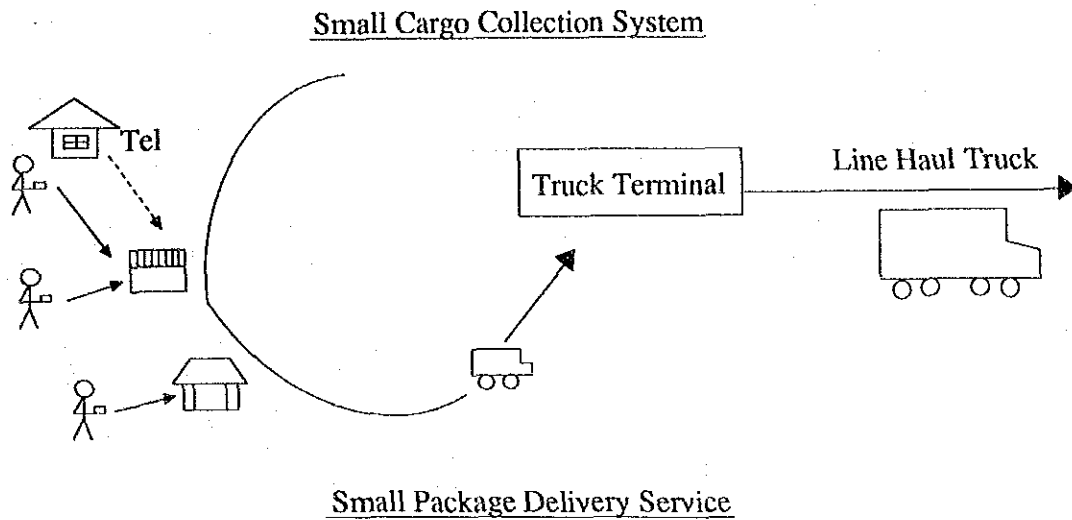 Small Cargo Collection System
Tel
Line Haul Truck
Truck Terminal
Small Package Delivery Service